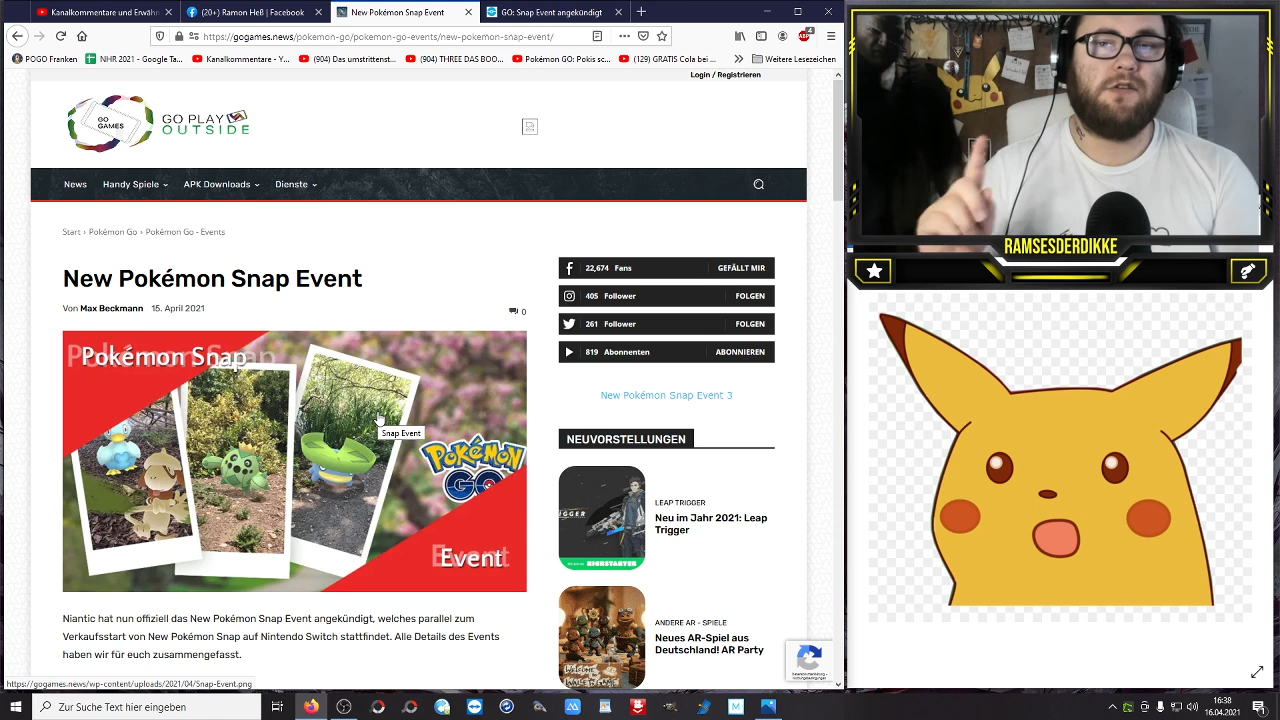 Kanalkommentare und Erwäh
(20+) Ramon Heß | Facebook
New Pokémon Snap Event
GO: Snap Event angekündigt
https://gogames.news/pokemon-go/pokemon-go-events/new-pokemon-snap-event/
POGO Franken
NHR 2021 - Google Ta...
Kanalkommentare - Y...
(904) Das umstrittenst...
(904) THREE DAS BOO...
Pokémon GO: Pokis sc...
(129) GRATIS Cola bei ...
Weitere Lesezeichen
Login / Registrieren
GO GAMES
GO PLAY OUTSIDE
News
Handy Spiele
APK Downloads
Dienste
Start › Pokémon Go › Pokémon Go - Events
New Pokémon Snap Event
Von Max Beckmann 15. April 2021
0
22,674 Fans GEFÄLLT MIR
405 Follower FOLGEN
261 Follower FOLGEN
819 Abonnenten ABONNIEREN
Pokémon Snap
Snap Event
POKÉMON GO
Event
New Pokémon Snap Event 3
NEUVORSTELLUNGEN
LEAP TRIGGER
Neu im Jahr 2021: Leap
Trigger
KICKSTARTER
ANDERE AR - SPIELE
Neues AR-Spiel aus
Deutschland! AR Party
Niantic hat nun offiziell das New Pokémon Snap Event angekündigt, welches parallel zum
Verkaufsstart von New Pokémon Snap auf Nintendo Switch stattfindet. Alle Details des Events
haben wir für euch zusammengefasst.
https://gogames.news/wp-content/uploads/2021/04/Snap-Event.png
RAMSESDERDIKKE
Zur Suche Text hier eingeben
16:38
16.04.2021